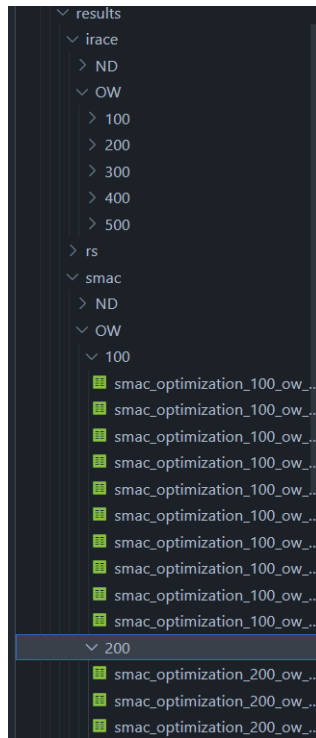 results
irace
ND
OW
100
200
300
400
500
rs
smac
ND
OW
100
smac_optimization_100_ow_...
smac_optimization_100_ow_...
smac_optimization_100_ow_...
smac_optimization_100_ow_...
smac_optimization_100_ow_...
smac_optimization_100_ow_...
smac_optimization_100_ow_...
smac_optimization_100_ow_...
smac_optimization_100_ow_...
smac_optimization_100_ow_...
200
smac_optimization_200_ow_...
smac_optimization_200_ow_...
smac_optimization_200_ow_...